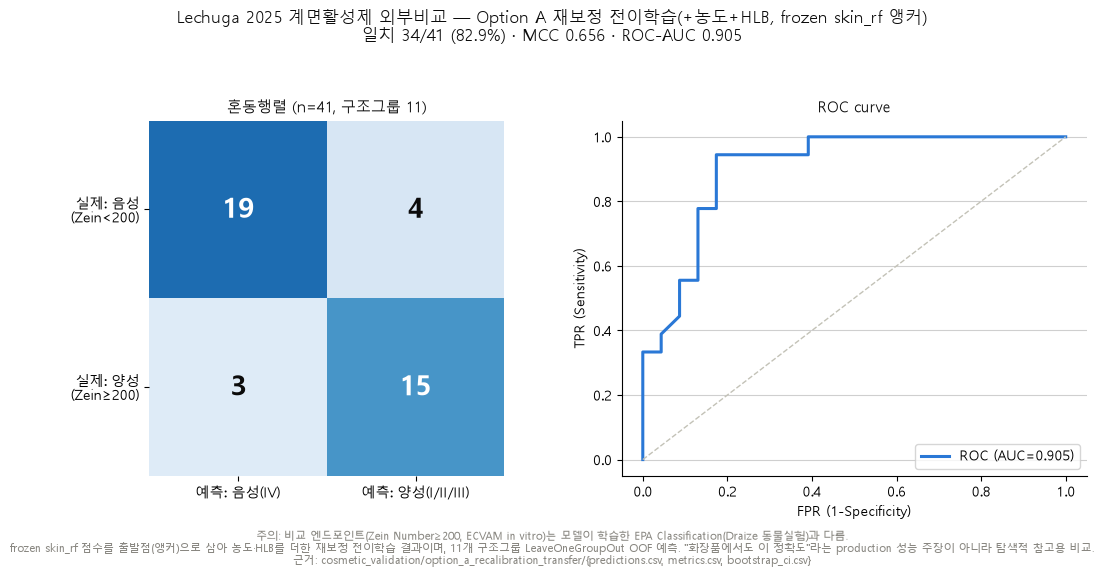 Lechuga 2025 계면활성제 외부비교 — Option A 재보정 전이학습(+농도+HLB, frozen skin_rf 앵커)
일치 34/41 (82.9%) · MCC 0.656 · ROC-AUC 0.905
혼동행렬 (n=41, 구조그룹 11)
실제: 음성
(Zein<200)
19
4
실제: 양성
(Zein≥200)
3
15
예측: 음성(IV)
예측: 양성(I/II/III)
ROC curve
TPR (Sensitivity)
1.0
0.8
0.6
0.4
0.2
0.0
0.0
0.2
0.4
0.6
0.8
1.0
FPR (1-Specificity)
ROC (AUC=0.905)
주의: 비교 엔드포인트(Zein Number≥200, ECVAM in vitro)는 모델이 학습한 EPA Classification(Draize 동물실험)과 다름.
frozen skin_rf 점수를 출발점(앵커)으로 삼아 농도·HLB를 더한 재보정 전이학습 결과이며, 11개 구조그룹 LeaveOneGroupOut OOF 예측. "화장품에서도 이 정확도"라는 production 성능 주장이 아니라 탐색적 참고용 비교.
근거: cosmetic_validation/option_a_recalibration_transfer/{predictions.csv, metrics.csv, bootstrap_ci.csv}